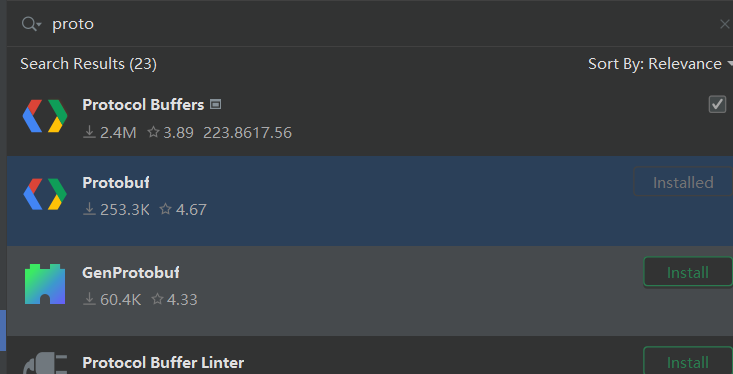 proto
Search Results (23)
Sort By: Relevance
Protocol Buffers
2.4M 3.89 223.8617.56
Protobuf
Installed
253.3K 4.67
GenProtobuf
Install
60.4K 4.33
Protocol Buffer Linter
Install